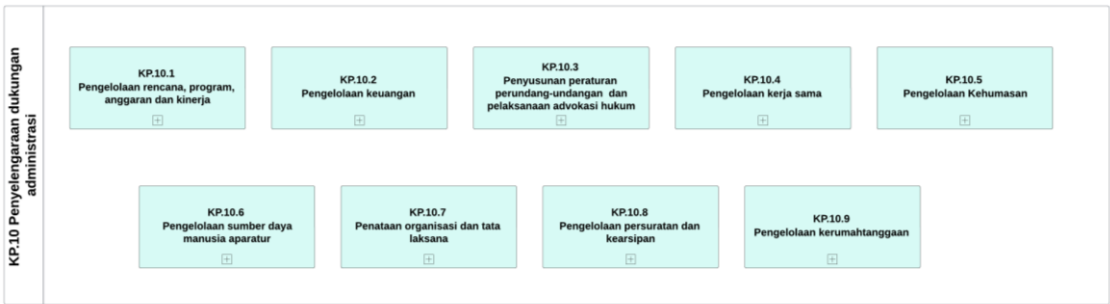 KP.10 Penyelengaraan dukungan
administrasi
KP.10.1
Pengelolaan rencana, program,
anggaran dan kinerja
KP.10.2
Pengelolaan keuangan
KP.10.3
Penyusunan peraturan
perundang-undangan dan
pelaksanaan advokasi hukum
KP.10.4
Pengelolaan kerja sama
KP.10.5
Pengelolaan Kehumasan
KP.10.6
Pengelolaan sumber daya
manusia aparatur
KP.10.7
Penataan organisasi dan tata
laksana
KP.10.8
Pengelolaan persuratan dan
kearsipan
KP.10.9
Pengelolaan kerumahtanggaan